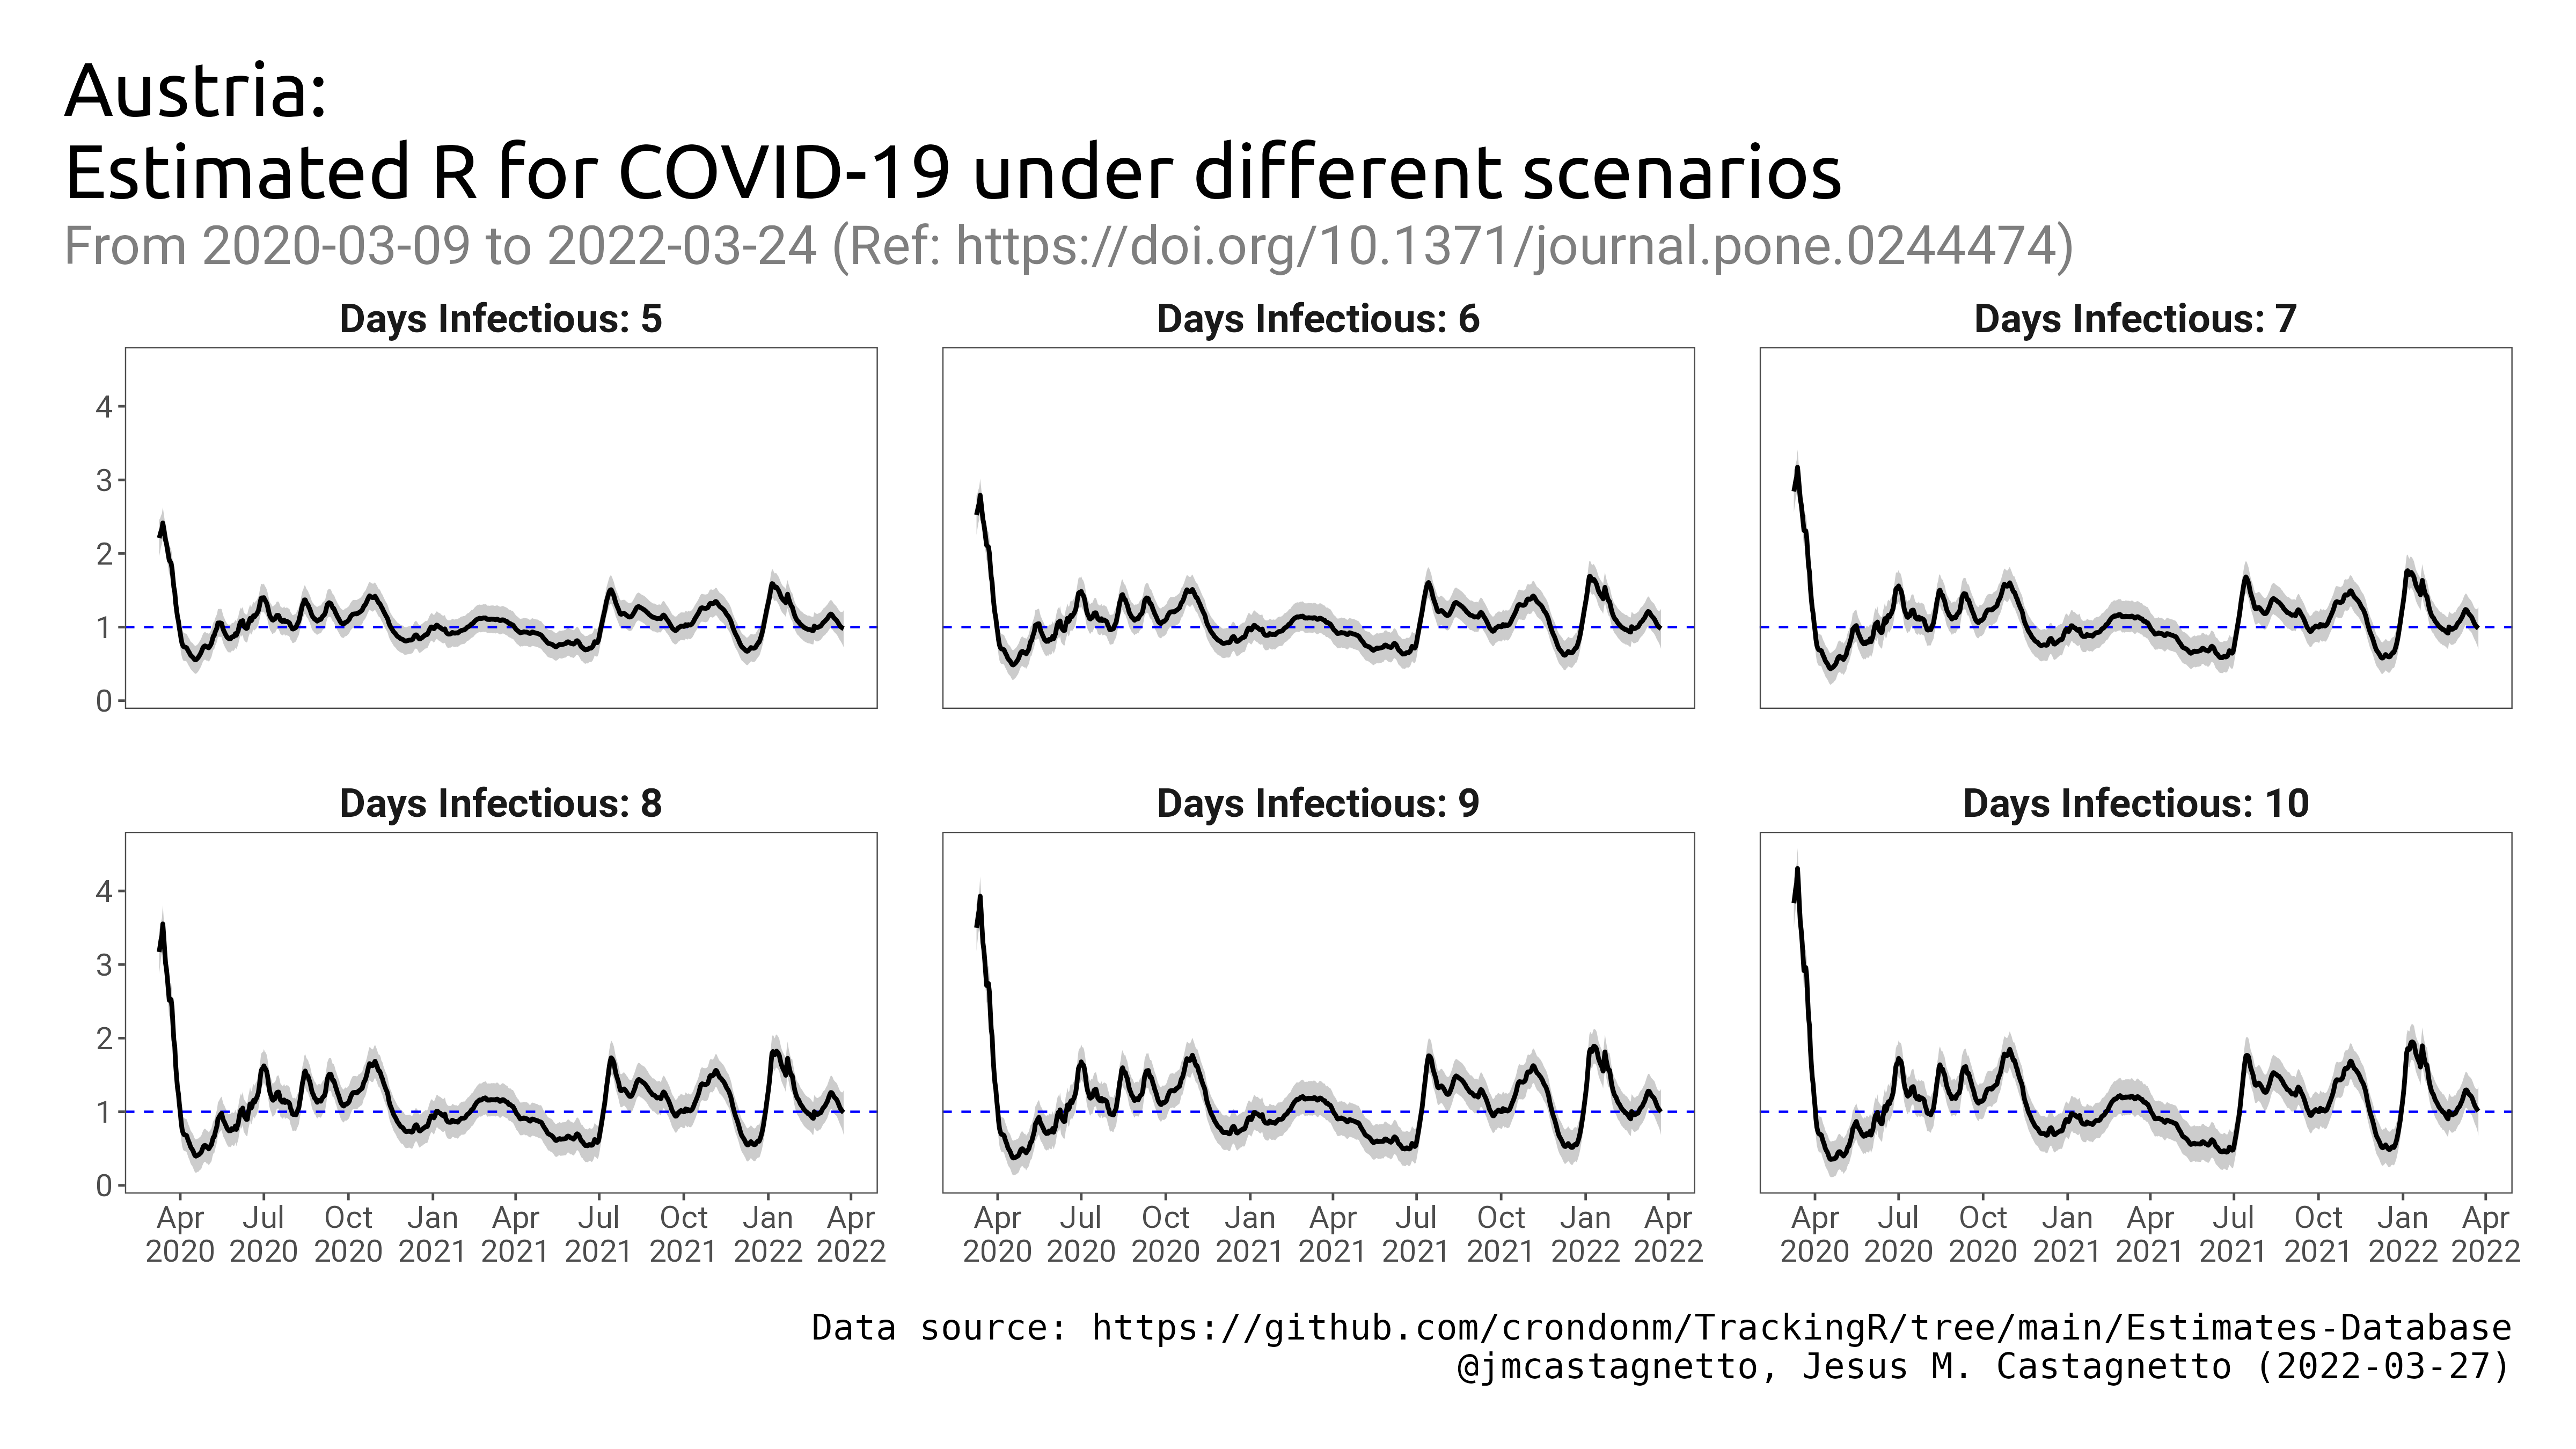 Austria:
Estimated R for COVID-19 under different scenarios
From 2020-03-09 to 2022-03-24 (Ref: https://doi.org/10.1371/journal.pone.0244474)
Days Infectious: 5
Days Infectious: 6
Days Infectious: 7
4
3
2
1
0
Days Infectious: 8
Days Infectious: 9
Days Infectious: 10
4
3
2
1
0
Apr Jul Oct Jan Apr Jul Oct Jan Apr
2020 2020 2020 2021 2021 2021 2021 2022 2022
Apr Jul Oct Jan Apr Jul Oct Jan Apr
2020 2020 2020 2021 2021 2021 2021 2022 2022
Apr Jul Oct Jan Apr Jul Oct Jan Apr
2020 2020 2020 2021 2021 2021 2021 2022 2022
Data source: https://github.com/crondonm/TrackingR/tree/main/Estimates-Database
@jmcastagnetto, Jesus M. Castagnetto (2022-03-27)